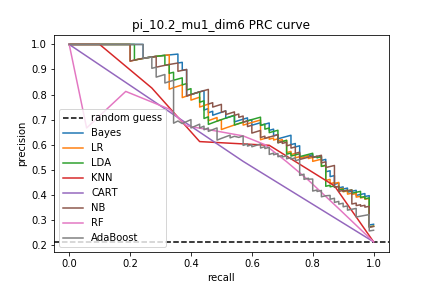 pi_10.2_mu1_dim6 PRC curve
1.0
0.9
0.8
0.7
0.6
0.5
0.4
0.3
0.2
precision
random guess
Bayes
LR
LDA
KNN
CART
NB
RF
AdaBoost
0.0 0.2 0.4 0.6 0.8 1.0
recall